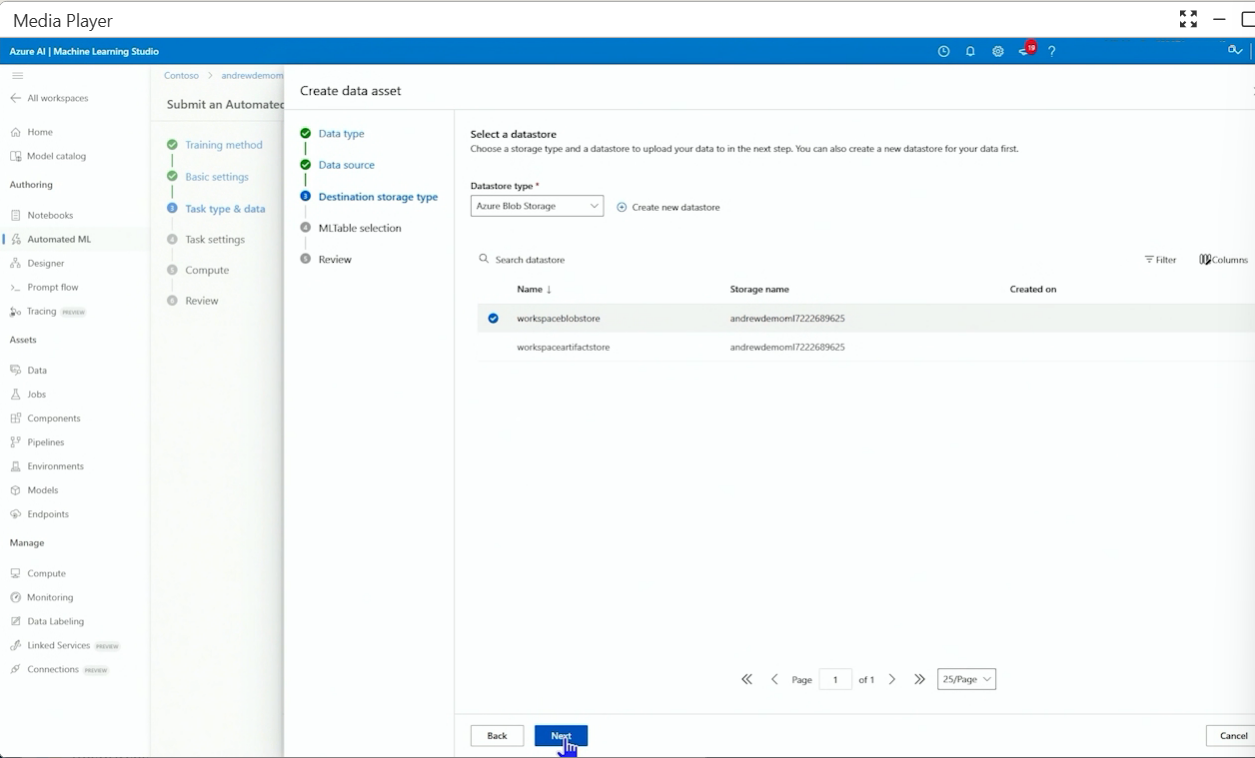 Media Player
Azure AI | Machine Learning Studio
19
?
All workspaces
Home
Model catalog
Authoring
Notebooks
Automated ML
Designer
Prompt flow
Tracing PREVIEW
Assets
Data
Jobs
Components
Pipelines
Environments
Models
Endpoints
Manage
Compute
Monitoring
Data Labeling
Linked Services PREVIEW
Connections PREVIEW
Contoso > andrewdemom
Submit an Automated
Training method
Basic settings
3 Task type & data
4 Task settings
5 Compute
6 Review
Create data asset
Data type
Data source
3 Destination storage type
4 MLTable selection
5 Review
Select a datastore
Choose a storage type and a datastore to upload your data to in the next step. You can also create a new datastore for your data first.
Datastore type *
Azure Blob Storage
Create new datastore
Search datastore
Filter
Columns
Name ↓ Storage name Created on
workspaceblobstore andrewdemoml7222689625
workspaceartifactstore andrewdemoml7222689625
Page 1 of 1 25/Page
Back Next Cancel